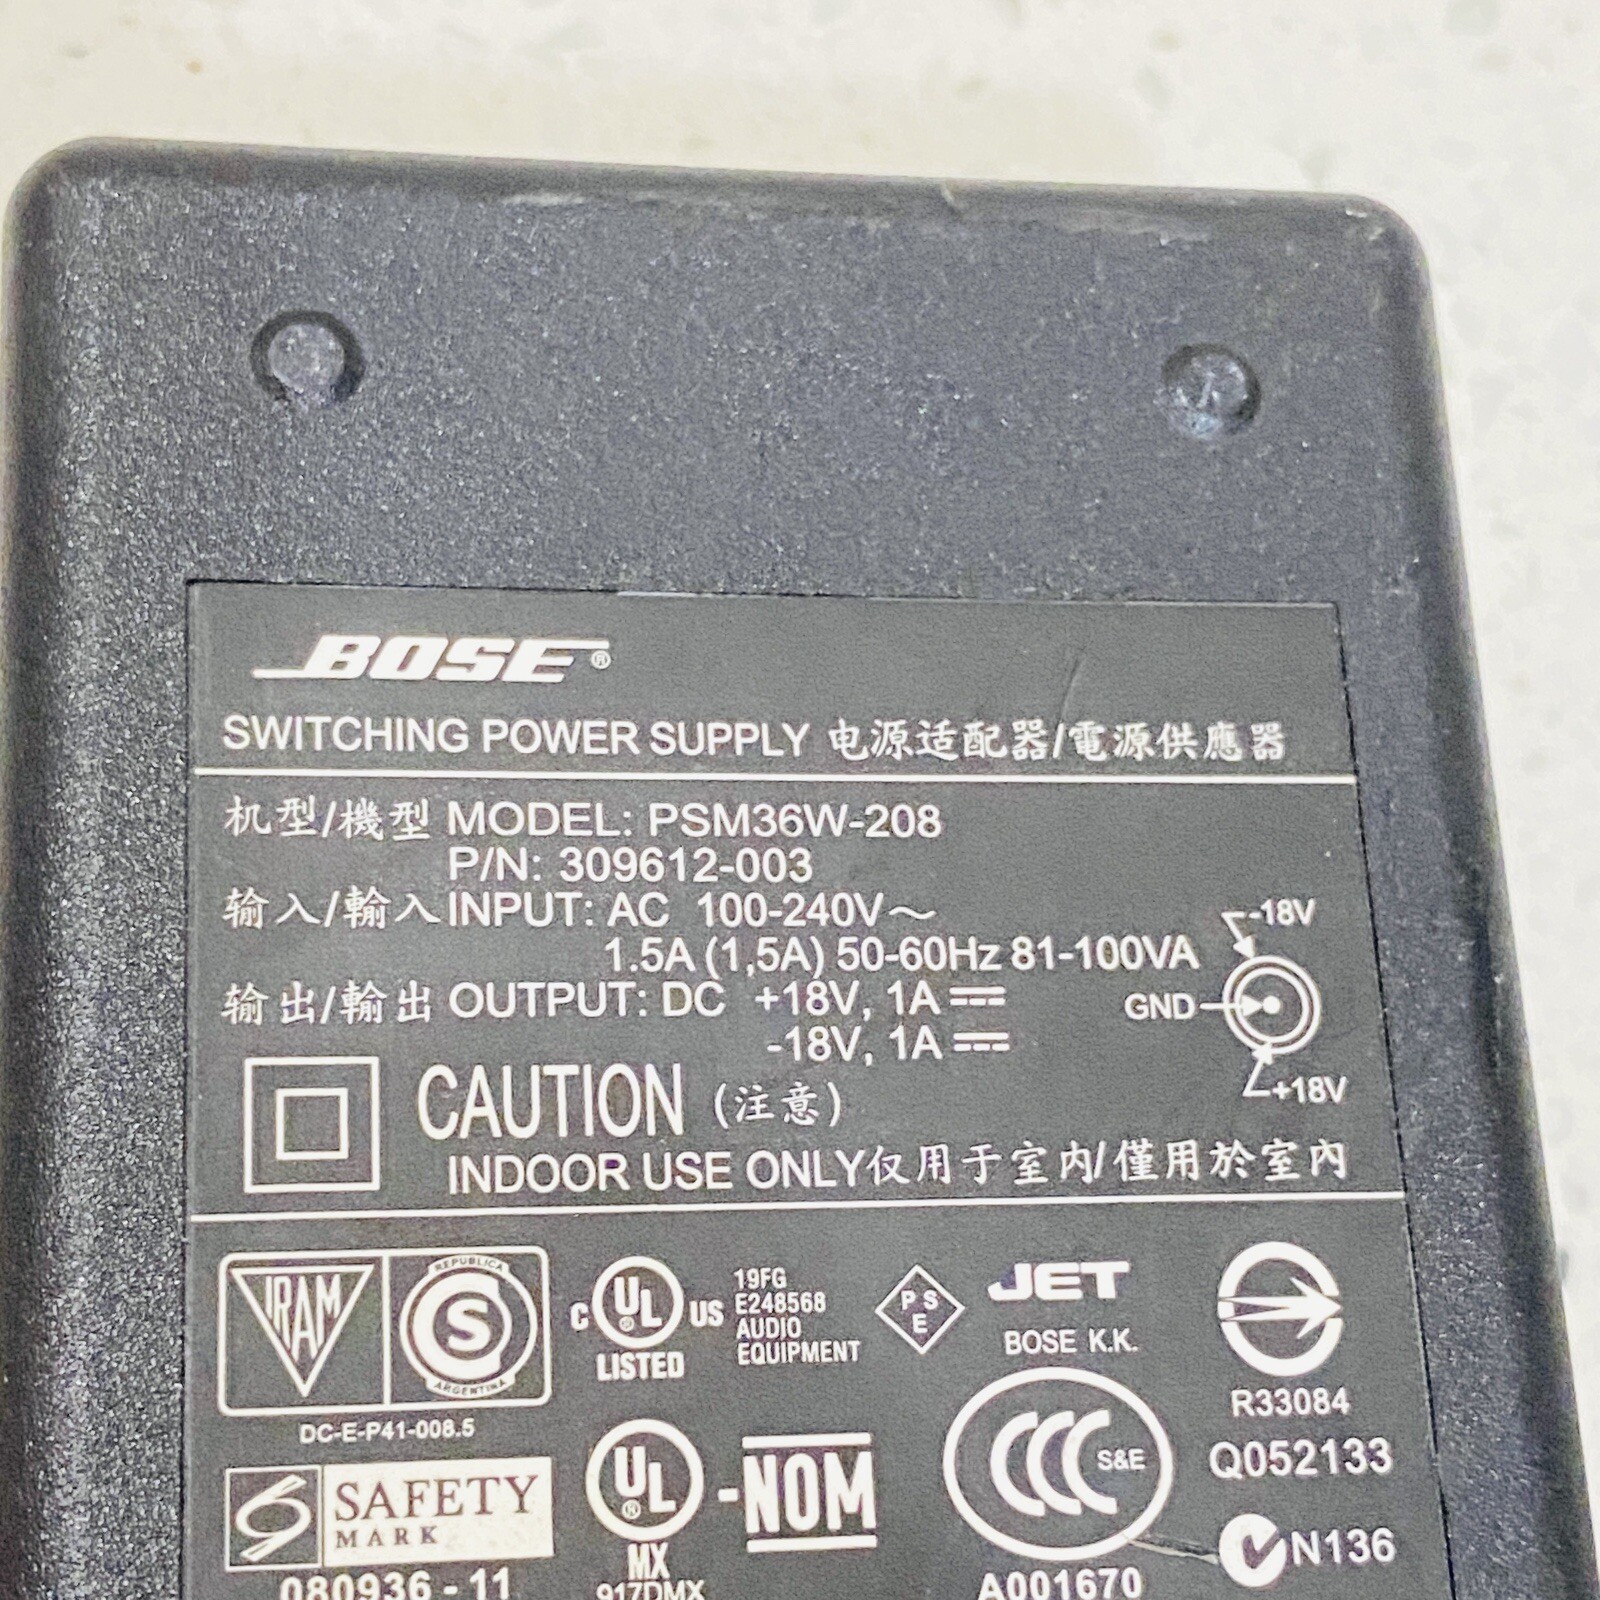 BOSE®
SWITCHING POWER SUPPLY 电源适配器/電源供應器
机型/機型 MODEL: PSM36W-208
P/N: 309612-003
输入/輸入 INPUT: AC 100-240V～
1.5A (1,5A) 50-60Hz 81-100VA
输出/輸出 OUTPUT: DC +18V, 1A
-18V, 1A
-18V
GND
+18V
CAUTION (注意)
INDOOR USE ONLY 仅用于室内/僅用於室內
IRAM
REPUBLICA
S
ARGENTINA
DC-E-P41-008.5
C UL® US
LISTED
19FG
E248568
AUDIO
EQUIPMENT
PS
E
JET
BOSE K.K.
R33084
Q052133
SAFETY
MARK
080936-11
UL®
MX
917DMX
-NOM
CCC S&E
A001670
N136